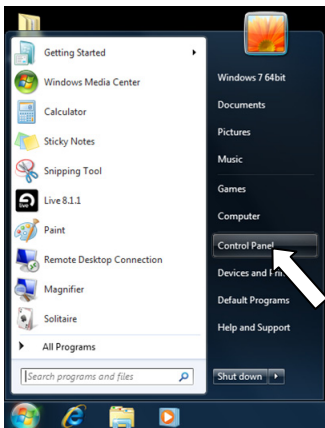 Getting Started
Windows Media Center
Calculator
Sticky Notes
Snipping Tool
Live 8.1.1
Paint
Remote Desktop Connection
Magnifier
Solitaire
All Programs
Search programs and files
Windows 7 64bit
Documents
Pictures
Music
Games
Computer
Control Panel
Devices and
Default Programs
Help and Support
Shut down